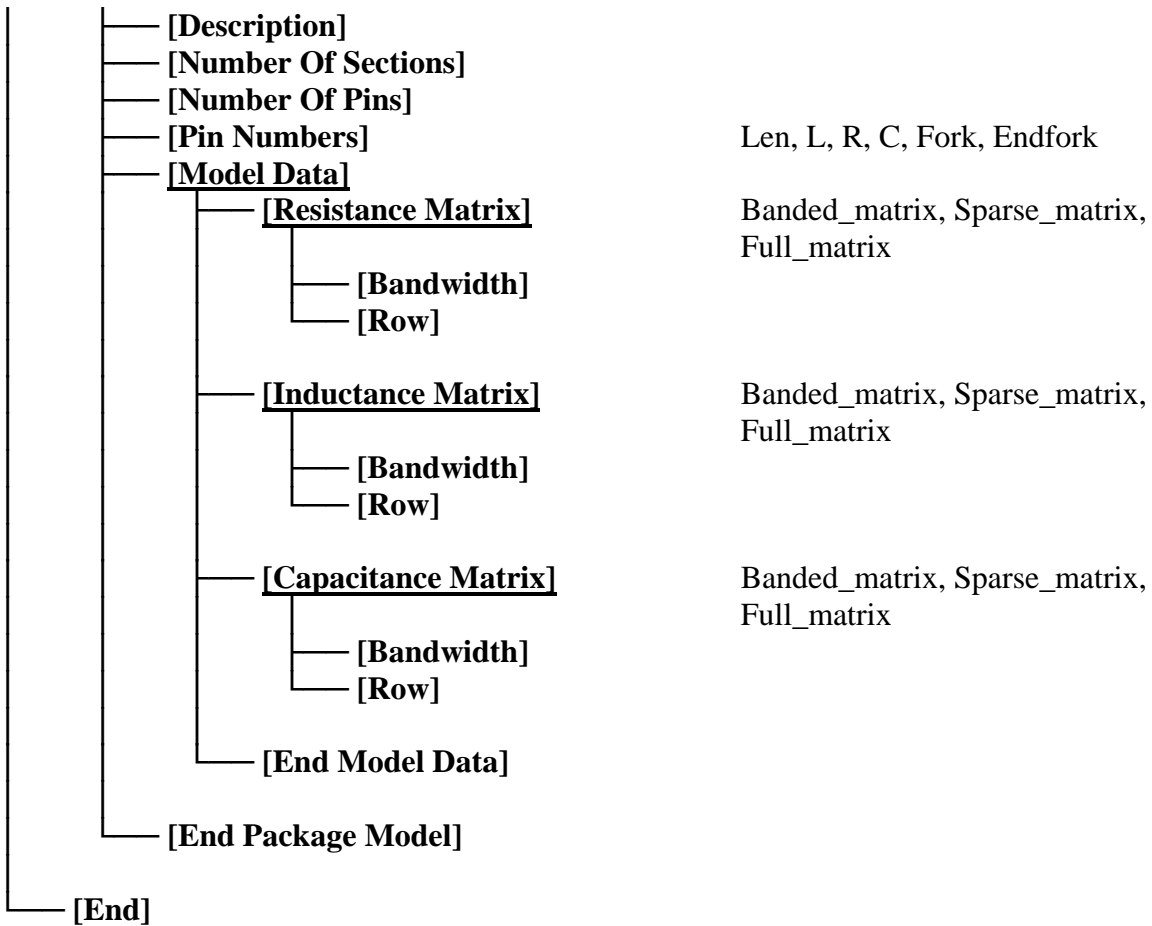 [Description]
[Number Of Sections]
[Number Of Pins]
[Pin Numbers] Len, L, R, C, Fork, Endfork
[Model Data]
[Resistance Matrix] Banded_matrix, Sparse_matrix,
Full_matrix
[Bandwidth]
[Row]
[Inductance Matrix] Banded_matrix, Sparse_matrix,
Full_matrix
[Bandwidth]
[Row]
[Capacitance Matrix] Banded_matrix, Sparse_matrix,
Full_matrix
[Bandwidth]
[Row]
[End Model Data]
[End Package Model]
[End]